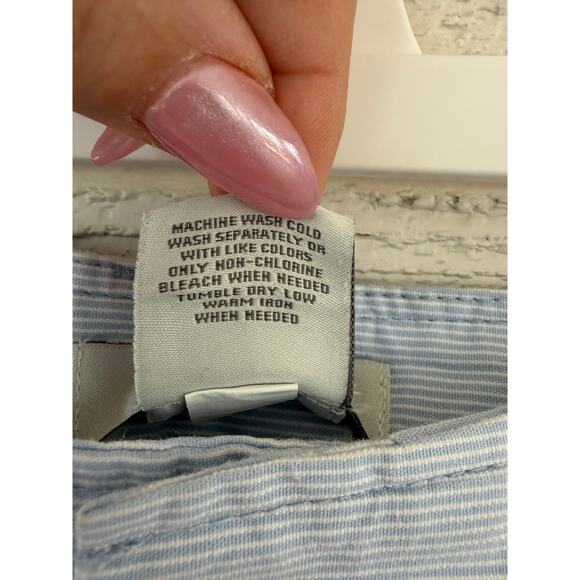 MACHINE WASH COLD
WASH SEPARATELY OR
WITH LIKE COLORS
ONLY NON-CHLORINE
BLEACH WHEN NEEDED
TUMBLE DRY LOW
WARM IRON
WHEN NEEDED